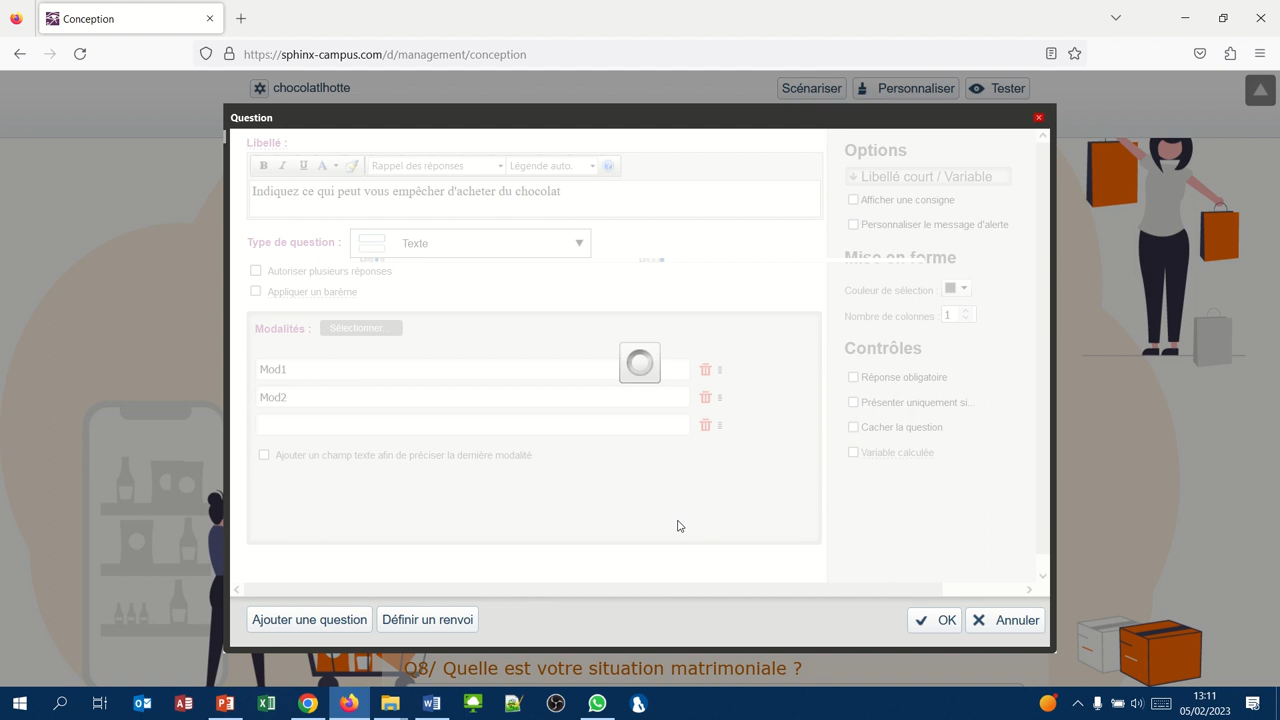 Conception
https://sphinx-campus.com/d/management/conception
chocolatlhotte
Scénariser
Personnaliser
Tester
Question
Libellé :
B I U A Rappel des réponses Légende auto.
Indiquez ce qui peut vous empêcher d'acheter du chocolat
Type de question : Texte
Autoriser plusieurs réponses
Appliquer un barème
Modalités : Sélectionner...
Mod1
Mod2
Ajouter un champ texte afin de préciser la dernière modalité
Options
Libellé court / Variable
Afficher une consigne
Personnaliser le message d'alerte
Mise en forme
Couleur de sélection :
Nombre de colonnes : 1
Contrôles
Réponse obligatoire
Présenter uniquement si...
Cacher la question
Variable calculée
Ajouter une question
Définir un renvoi
OK
Annuler
Q8/ Quelle est votre situation matrimoniale ?
13:11
05/02/2023